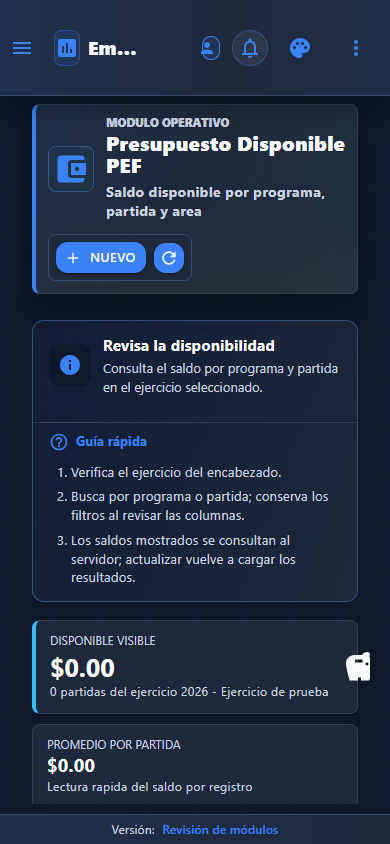 Em...
MODULO OPERATIVO
Presupuesto Disponible
PEF
Saldo disponible por programa,
partida y area
NUEVO
Revisa la disponibilidad
Consulta el saldo por programa y partida
en el ejercicio seleccionado.
Guía rápida
1. Verifica el ejercicio del encabezado.
2. Busca por programa o partida; conserva los
filtros al revisar las columnas.
3. Los saldos mostrados se consultan al
servidor; actualizar vuelve a cargar los
resultados.
DISPONIBLE VISIBLE
$0.00
0 partidas del ejercicio 2026 - Ejercicio de prueba
PROMEDIO POR PARTIDA
$0.00
Lectura rapida del saldo por registro
Versión: Revisión de módulos